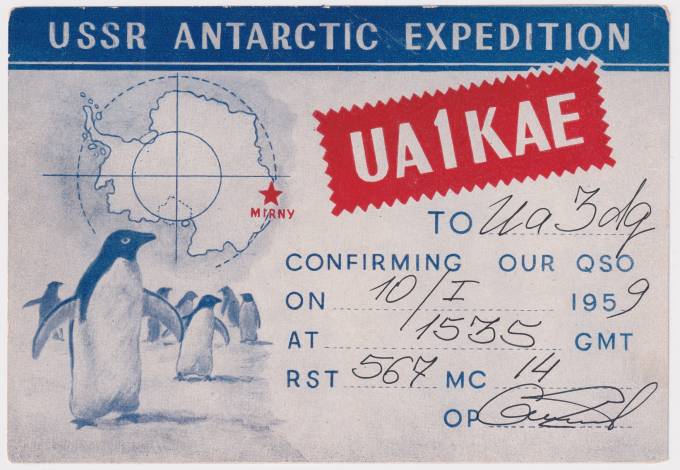 USSR ANTARCTIC EXPEDITION
UA1KAE
MIRNY
TO Ua3dq
CONFIRMING OUR QSO
ON 10/I 1959
AT 1535 GMT
RST 567 MC 14
OP